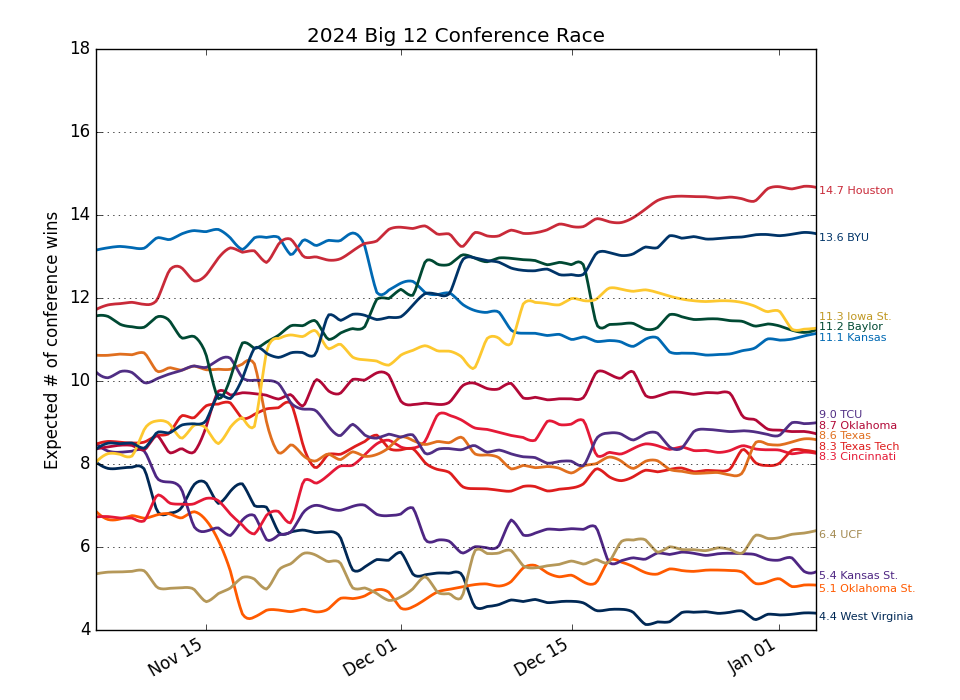 2024 Big 12 Conference Race
Expected # of conference wins
18
16
14
12
10
8
6
4
14.7 Houston
13.6 BYU
11.3 Iowa St.
11.2 Baylor
11.1 Kansas
9.0 TCU
8.7 Oklahoma
8.6 Texas
8.3 Texas Tech
8.3 Cincinnati
6.4 UCF
5.4 Kansas St.
5.1 Oklahoma St.
4.4 West Virginia
Nov 15
Dec 01
Dec 15
Jan 01